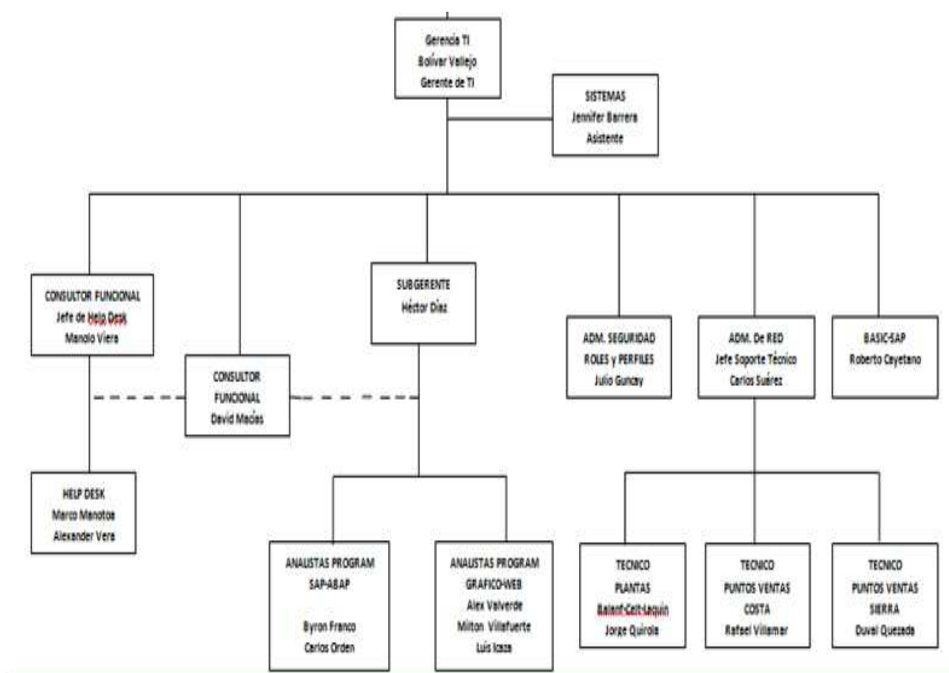 Gerencia TI
Bolívar Vallejo
Gerente de TI
SISTEMAS
Jennifer Barrera
Asistente
CONSULTOR FUNCIONAL
Jefe de Help Desk
Manolo Viera
CONSULTOR
FUNCIONAL
David Macías
SUBGERENTE
Héctor Díaz
ADM. SEGURIDAD
ROLES y PERFILES
Julio Guncay
ADM. De RED
Jefe Soporte Técnico
Carlos Suárez
BASIC-SAP
Roberto Cayetano
HELP DESK
Marco Manotoa
Alexander Vera
ANALISTAS PROGRAM
SAP-ABAP
Byron Franco
Carlos Orden
ANALISTAS PROGRAM
GRAFICO-WEB
Alex Valverde
Milton Villafuerte
Luis Icaza
TECNICO
PLANTAS
Balanf-Celt-Laquin
Jorge Quirola
TECNICO
PUNTOS VENTAS
COSTA
Rafael Villamar
TECNICO
PUNTOS VENTAS
SIERRA
Duval Quezada